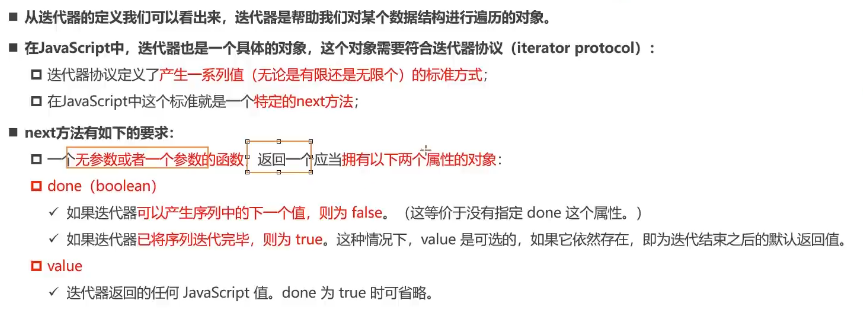 从迭代器的定义我们可以看出来，迭代器是帮助我们对某个数据结构进行遍历的对象。
在JavaScript中，迭代器也是一个具体的对象，这个对象需要符合迭代器协议（iterator protocol）：
迭代器协议定义了产生一系列值（无论是有限还是无限个）的标准方式；
在JavaScript中这个标准就是一个特定的next方法；
next方法有如下的要求：
一个无参数或者一个参数的函数 返回一个应当拥有以下两个属性的对象：
done（boolean）
如果迭代器可以产生序列中的下一个值，则为 false。（这等价于没有指定 done 这个属性。）
如果迭代器已将序列迭代完毕，则为 true。这种情况下，value 是可选的，如果它依然存在，即为迭代结束之后的默认返回值。
value
迭代器返回的任何 JavaScript 值。done 为 true 时可省略。